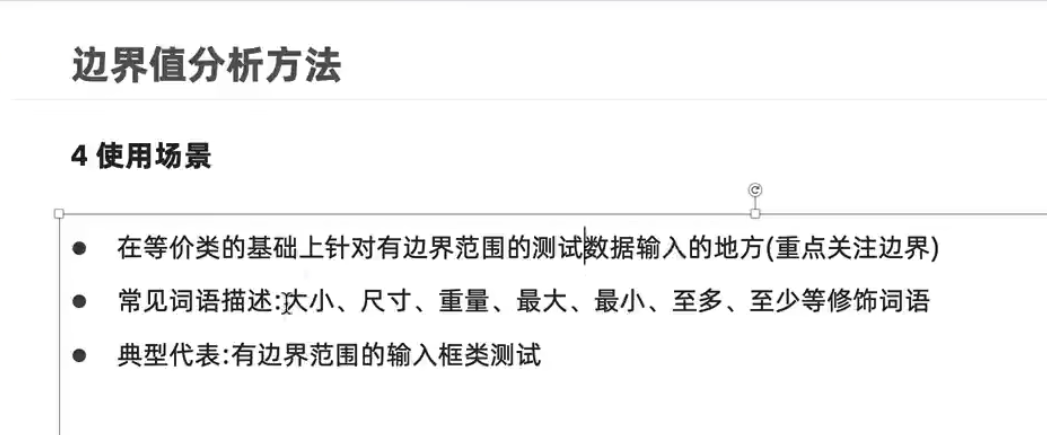 边界值分析方法
4 使用场景
● 在等价类的基础上针对有边界范围的测试数据输入的地方(重点关注边界)
● 常见词语描述:大小、尺寸、重量、最大、最小、至多、至少等修饰词语
● 典型代表:有边界范围的输入框类测试